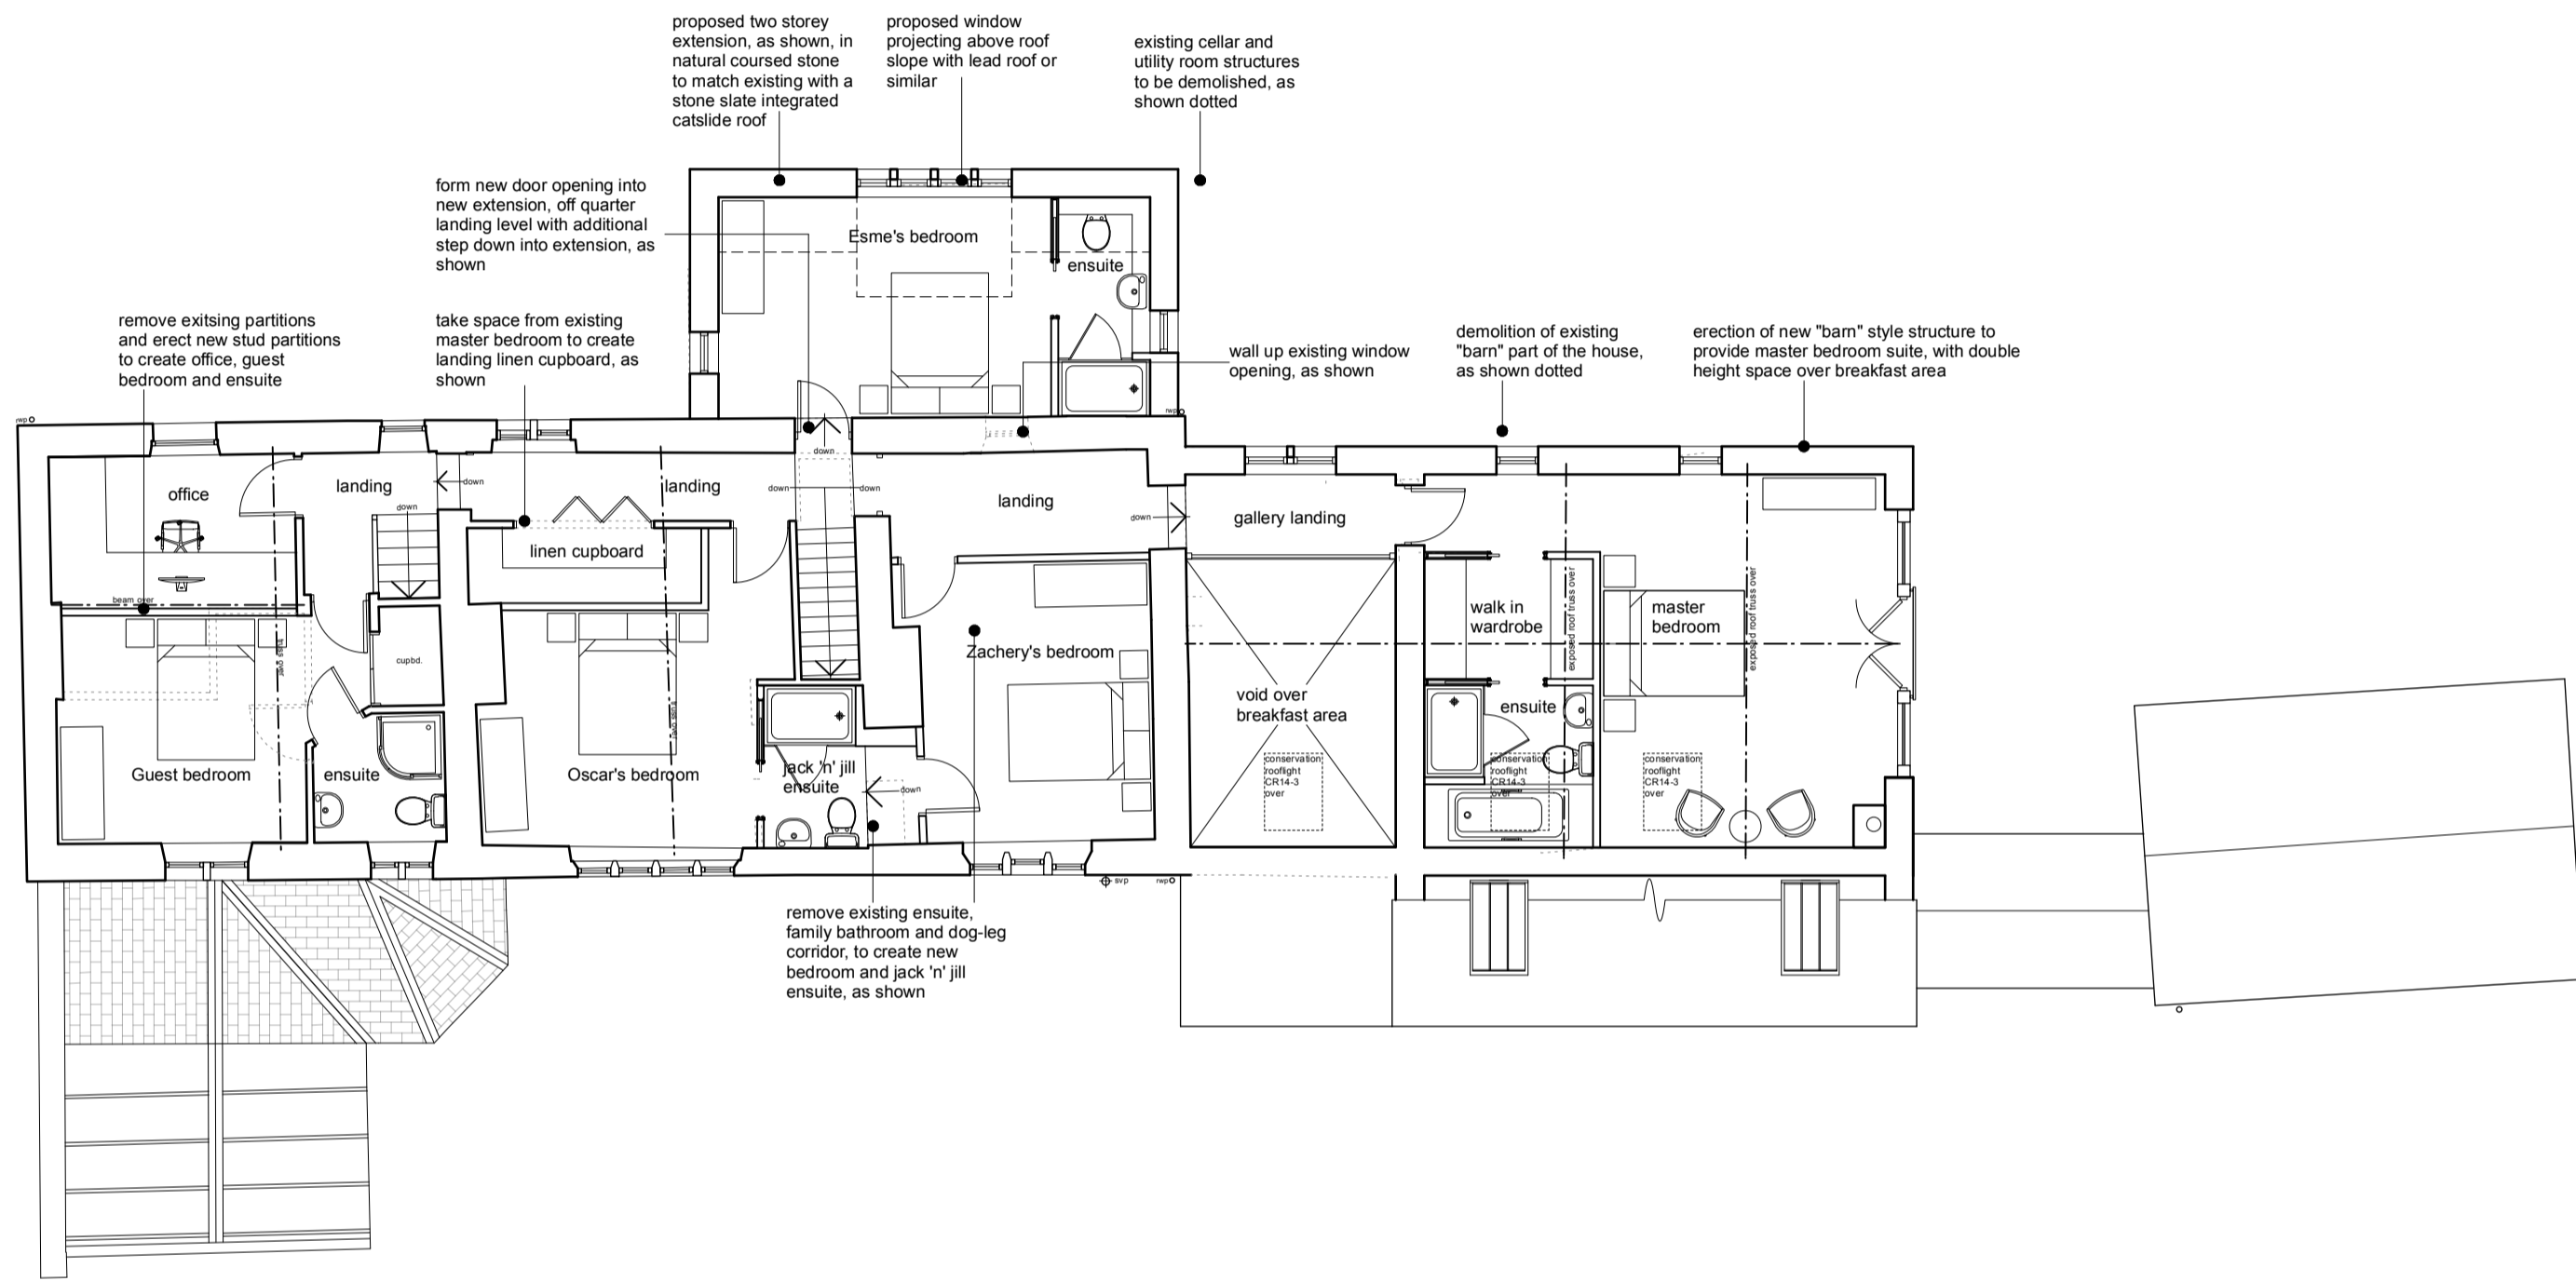 proposed two storey
extension, as shown, in
natural coursed stone
to match existing with a
stone slate integrated
catslide roof
proposed window
projecting above roof
slope with lead roof or
similar
existing cellar and
utility room structures
to be demolished, as
shown dotted
form new door opening into
new extension, off quarter
landing level with additional
step down into extension, as
shown
Esme's bedroom
ensuite
remove exitsing partitions
and erect new stud partitions
to create office, guest
bedroom and ensuite
take space from existing
master bedroom to create
landing linen cupboard, as
shown
wall up existing window
opening, as shown
demolition of existing
"barn" part of the house,
as shown dotted
erection of new "barn" style structure to
provide master bedroom suite, with double
height space over breakfast area
rwp
rwp
down
office
landing
down
landing
down
down
landing
down
gallery landing
down
linen cupboard
beam over
cupbd.
truss over
Zachery's bedroom
walk in
wardrobe
exposed roof truss over
master
bedroom
exposed roof truss over
void over
breakfast area
ensuite
truss over
Guest bedroom
ensuite
Oscar's bedroom
jack 'n' jill
ensuite
down
conservation
rooflight
CR14-3
over
conservation
rooflight
CR14-3
over
conservation
rooflight
CR14-3
over
svp
rwp
remove existing ensuite,
family bathroom and dog-leg
corridor, to create new
bedroom and jack 'n' jill
ensuite, as shown